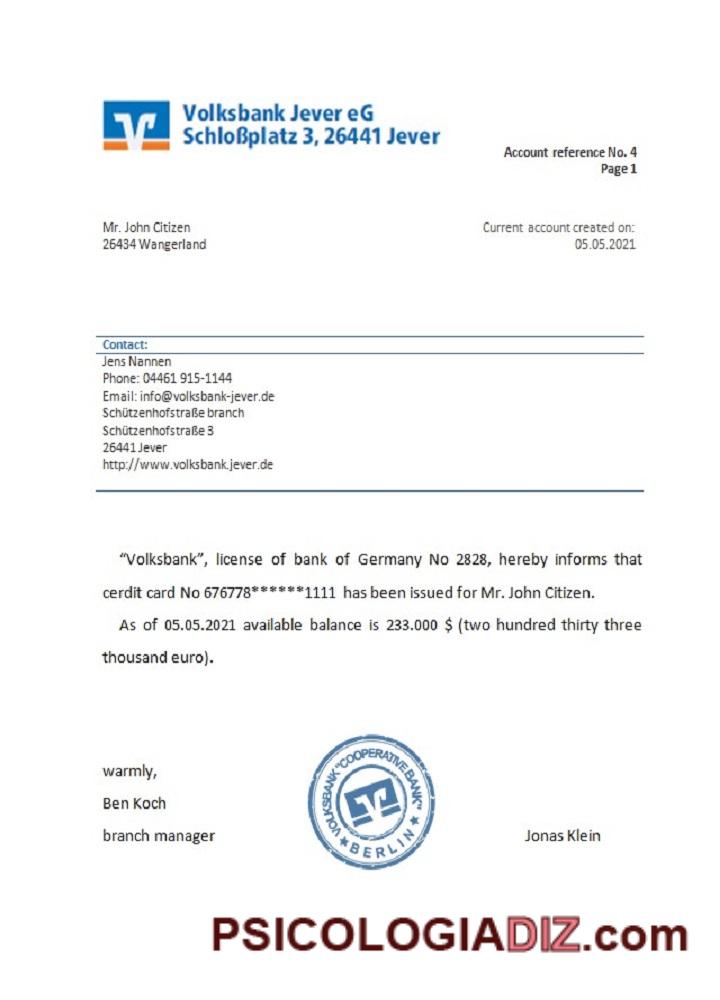 Volksbank Jever eG
Schloßplatz 3, 26441 Jever
Account reference No. 4
Page 1
Mr. John Citizen
26434 Wangerland
Current account created on:
05.05.2021
Contact:
Jens Nannen
Phone: 04461 915-1144
Email: info@volksbank-jever.de
Schützenhofstraße branch
Schützenhofstraße 3
26441 Jever
http://www.volksbank.jever.de
“Volksbank”, license of bank of Germany No 2828, hereby informs that
cerdit card No 676778******1111 has been issued for Mr. John Citizen.
As of 05.05.2021 available balance is 233.000 $ (two hundred thirty three
thousand euro).
warmly,
Ben Koch
branch manager
VOLKSBANK "COOPERATIVE BANK"
BERLIN
Jonas Klein
PSICOLOGIADIZ.com